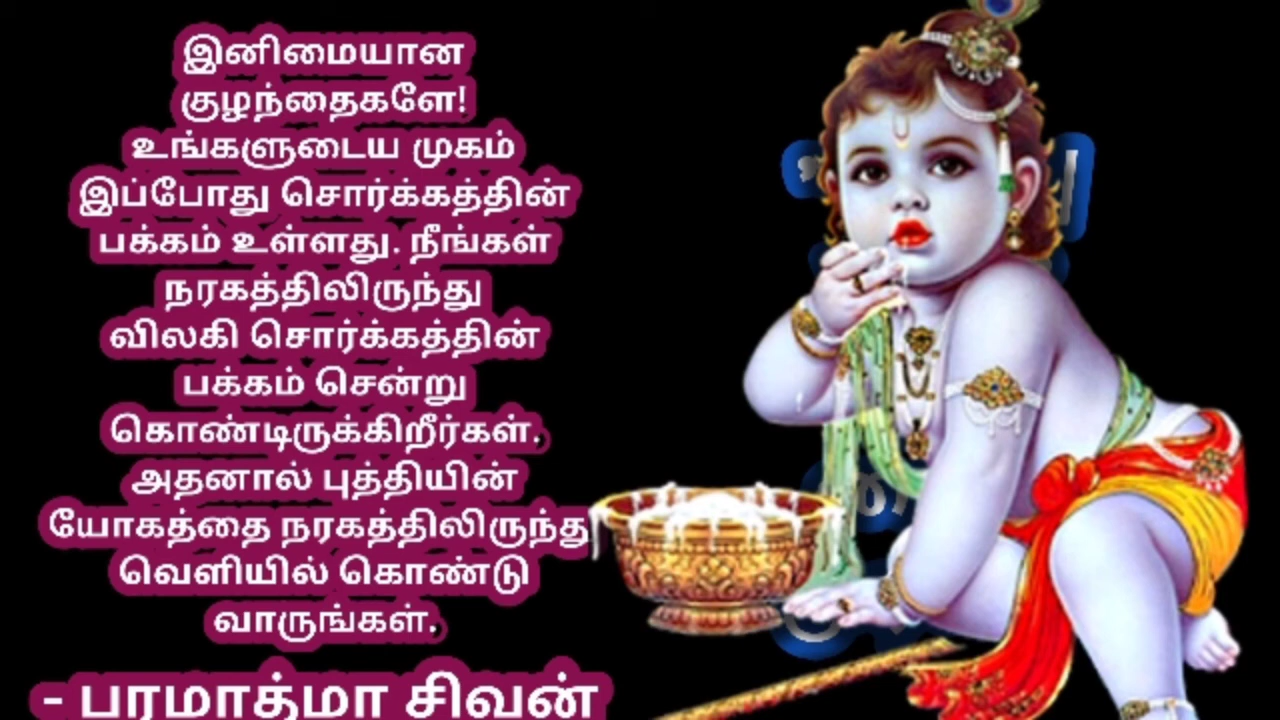 இனிமையான
குழந்தைகளே!
உங்களுடைய முகம்
இப்போது சொர்க்கத்தின்
பக்கம் உள்ளது. நீங்கள்
நரகத்திலிருந்து
விலகி சொர்க்கத்தின்
பக்கம் சென்று
கொண்டிருக்கிறீர்கள்.
அதனால் புத்தியின்
யோகத்தை நரகத்திலிருந்து
வெளியில் கொண்டு
வாருங்கள்.
- பரமாத்மா சிவன்